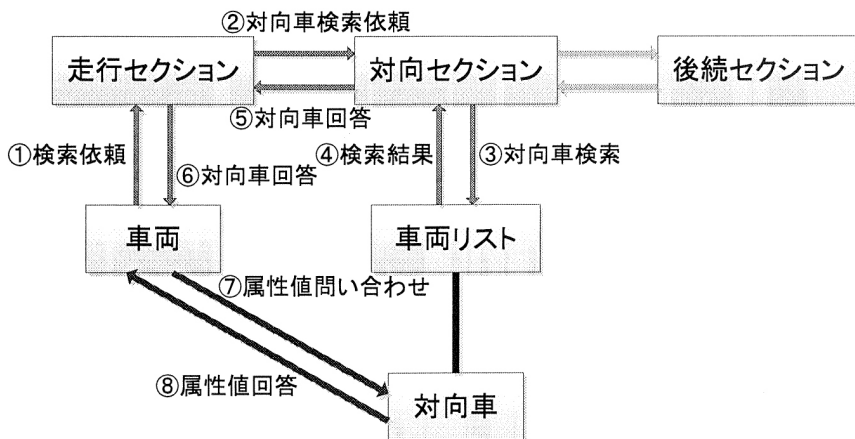 ②対向車検索依頼
走行セクション
対向セクション
後続セクション
⑤対向車回答
①検索依頼
④検索結果
③対向車検索
⑥対向車回答
車両
車両リスト
⑦属性値問い合わせ
⑧属性値回答
対向車